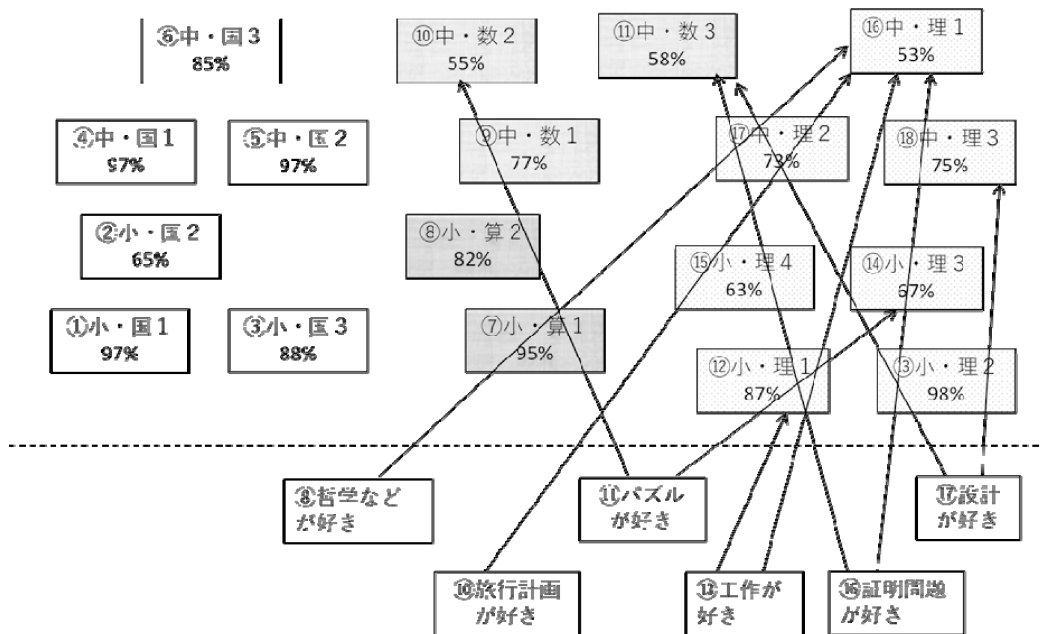 ⑥中・国3
85%
⑩中・数2
55%
⑪中・数3
58%
⑯中・理1
53%
④中・国1
97%
⑤中・国2
97%
⑨中・数1
77%
⑰中・理2
73%
⑱中・理3
75%
②小・国2
65%
⑧小・算2
82%
⑮小・理4
63%
⑭小・理3
67%
①小・国1
97%
③小・国3
88%
⑦小・算1
95%
⑫小・理1
87%
⑬小・理2
98%
⑧哲学など
が好き
⑪パズル
が好き
⑰設計
が好き
⑩旅行計画
が好き
⑬工作が
好き
⑯証明問題
が好き